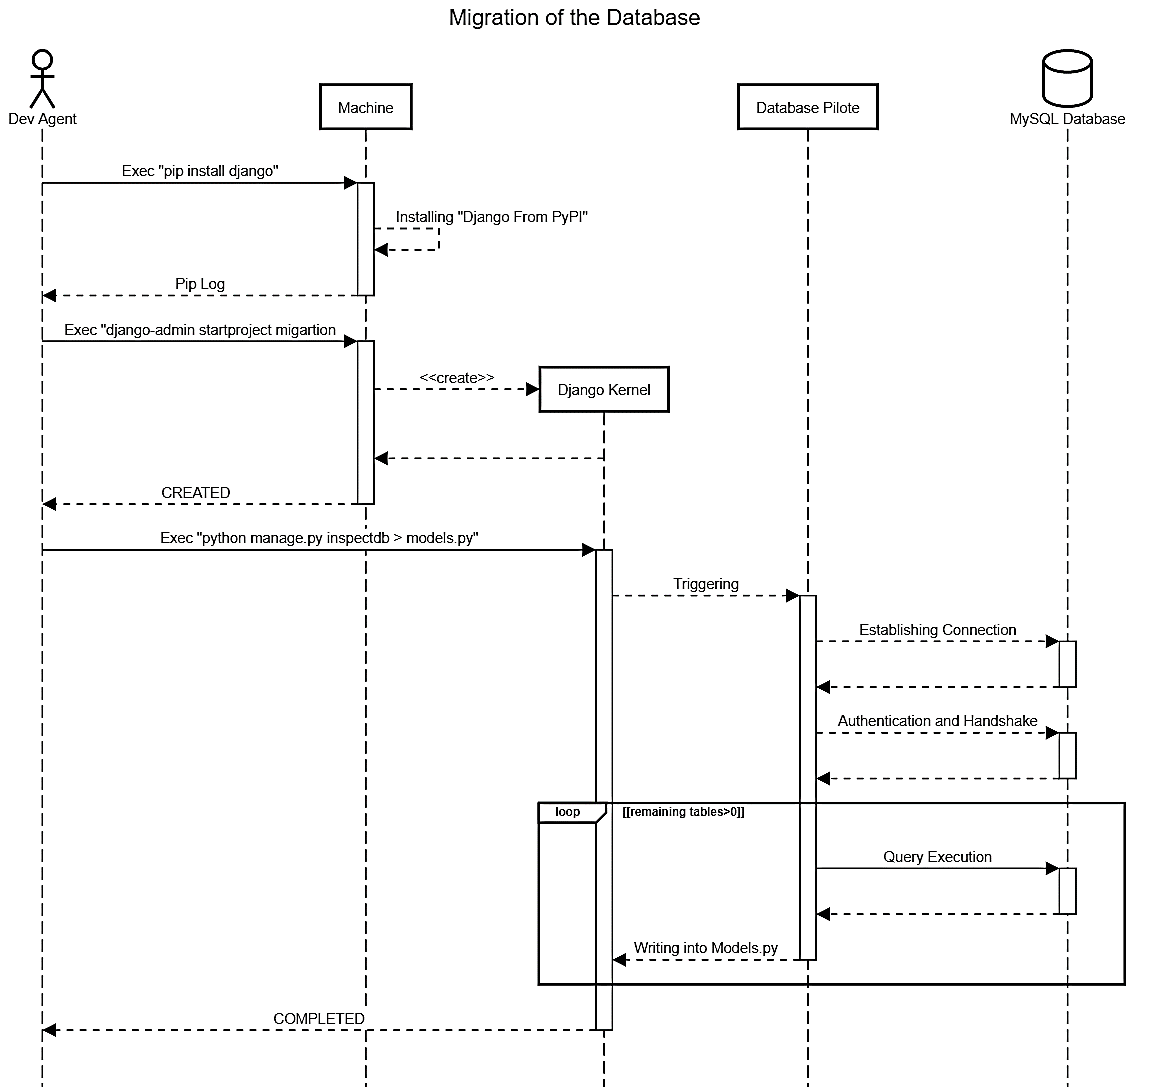 Migration of the Database
Dev Agent
Machine
Database Pilote
MySQL Database
Exec "pip install django"
Installing "Django From PyPI"
Pip Log
Exec "django-admin startproject migartion
<<create>>
Django Kernel
CREATED
Exec "python manage.py inspectdb > models.py"
Triggering
Establishing Connection
Authentication and Handshake
loop
[[remaining tables>0]]
Query Execution
Writing into Models.py
COMPLETED